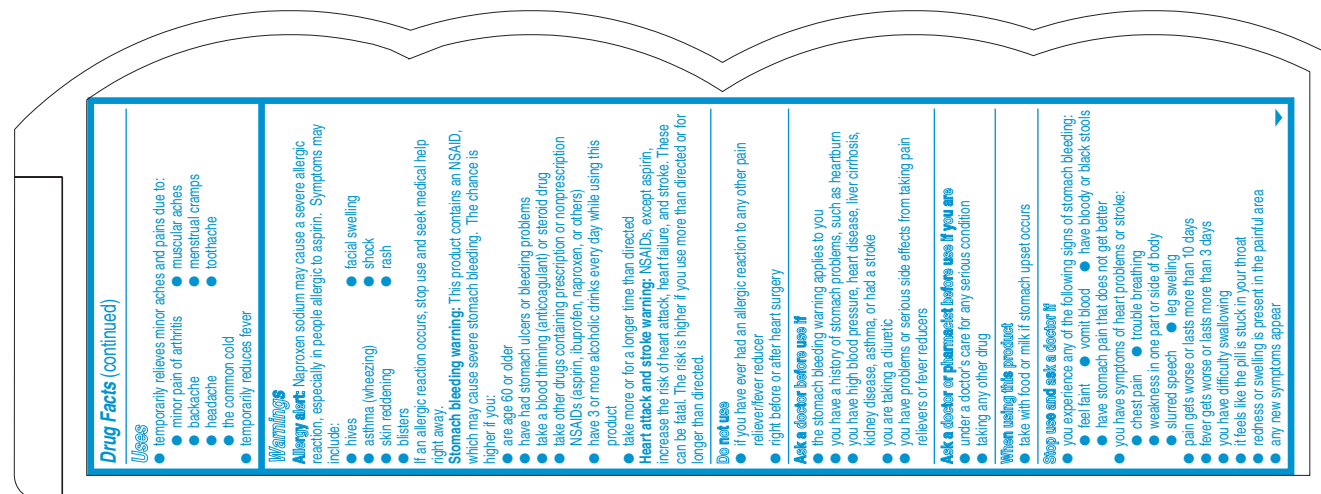 Drug Facts (continued)
Uses
● temporarily relieves minor aches and pains due to:
● minor pain of arthritis ● muscular aches
● backache ● menstrual cramps
● headache ● toothache
● the common cold
● temporarily reduces fever
Warnings
Allergy alert: Naproxen sodium may cause a severe allergic
reaction, especially in people allergic to aspirin. Symptoms may
include:
● hives ● facial swelling
● asthma (wheezing) ● shock
● skin reddening ● rash
● blisters
If an allergic reaction occurs, stop use and seek medical help
right away.
Stomach bleeding warning: This product contains an NSAID,
which may cause severe stomach bleeding. The chance is
higher if you:
● are age 60 or older
● have had stomach ulcers or bleeding problems
● take a blood thinning (anticoagulant) or steroid drug
● take other drugs containing prescription or nonprescription
NSAIDs (aspirin, ibuprofen, naproxen, or others)
● have 3 or more alcoholic drinks every day while using this
product
● take more or for a longer time than directed
Heart attack and stroke warning: NSAIDs, except aspirin,
increase the risk of heart attack, heart failure, and stroke. These
can be fatal. The risk is higher if you use more than directed or for
longer than directed.
Do not use
● if you have ever had an allergic reaction to any other pain
reliever/fever reducer
● right before or after heart surgery
Ask a doctor before use if
● the stomach bleeding warning applies to you
● you have a history of stomach problems, such as heartburn
● you have high blood pressure, heart disease, liver cirrhosis,
kidney disease, asthma, or had a stroke
● you are taking a diuretic
● you have problems or serious side effects from taking pain
relievers or fever reducers
Ask a doctor or pharmacist before use if you are
● under a doctor's care for any serious condition
● taking any other drug
When using this product
● take with food or milk if stomach upset occurs
Stop use and ask a doctor if
● you experience any of the following signs of stomach bleeding:
● feel faint ● vomit blood ● have bloody or black stools
● have stomach pain that does not get better
● you have symptoms of heart problems or stroke:
● chest pain ● trouble breathing
● weakness in one part or side of body
● slurred speech ● leg swelling
● pain gets worse or lasts more than 10 days
● fever gets worse or lasts more than 3 days
● you have difficulty swallowing
● it feels like the pill is stuck in your throat
● redness or swelling is present in the painful area
● any new symptoms appear